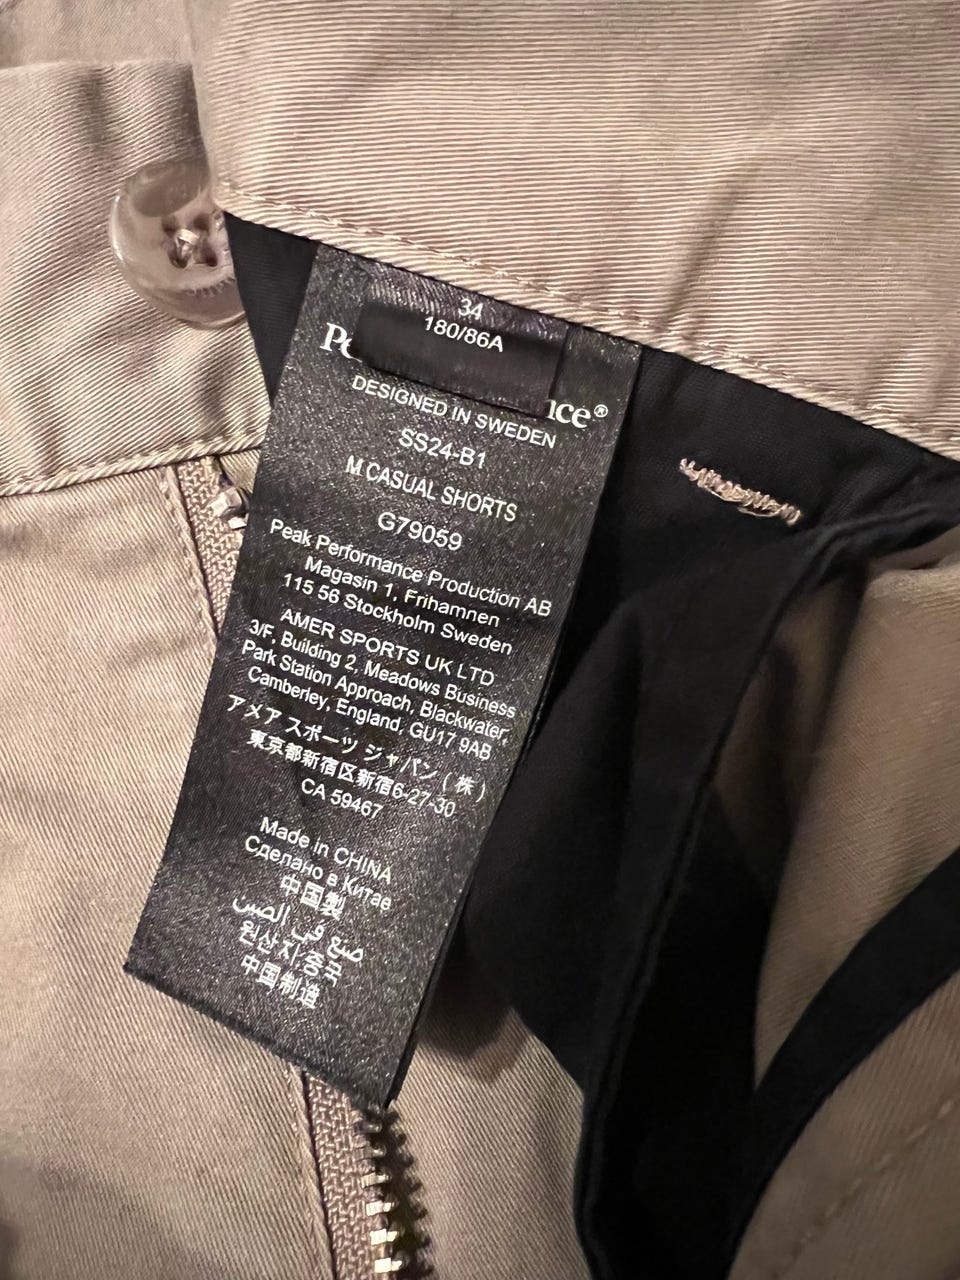 34
180/86A
Pe ce®
DESIGNED IN SWEDEN
SS24-B1
M CASUAL SHORTS
G79059
Peak Performance Production AB
Magasin 1, Frihamnen
115 56 Stockholm Sweden
AMER SPORTS UK LTD
3/F, Building 2, Meadows Business
Park Station Approach, Blackwater,
Camberley, England, GU17 9AB
アメア スポーツ ジャパン (株)
東京都新宿区新宿6-27-30
CA 59467
Made in CHINA
Сделано в Китае
中国製
صنع في الصين
원산지:중국
中国制造